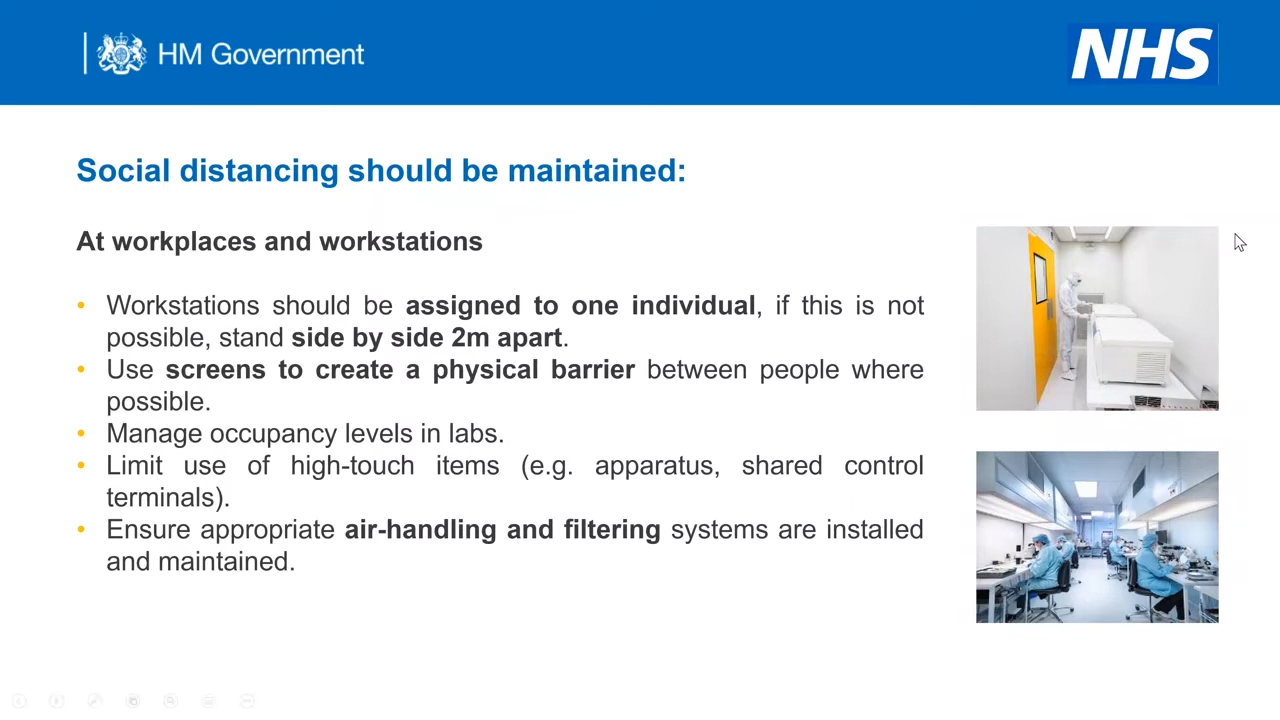 HM Government
NHS
Social distancing should be maintained:
At workplaces and workstations
• Workstations should be assigned to one individual, if this is not
possible, stand side by side 2m apart.
• Use screens to create a physical barrier between people where
possible.
• Manage occupancy levels in labs.
• Limit use of high-touch items (e.g. apparatus, shared control
terminals).
• Ensure appropriate air-handling and filtering systems are installed
and maintained.